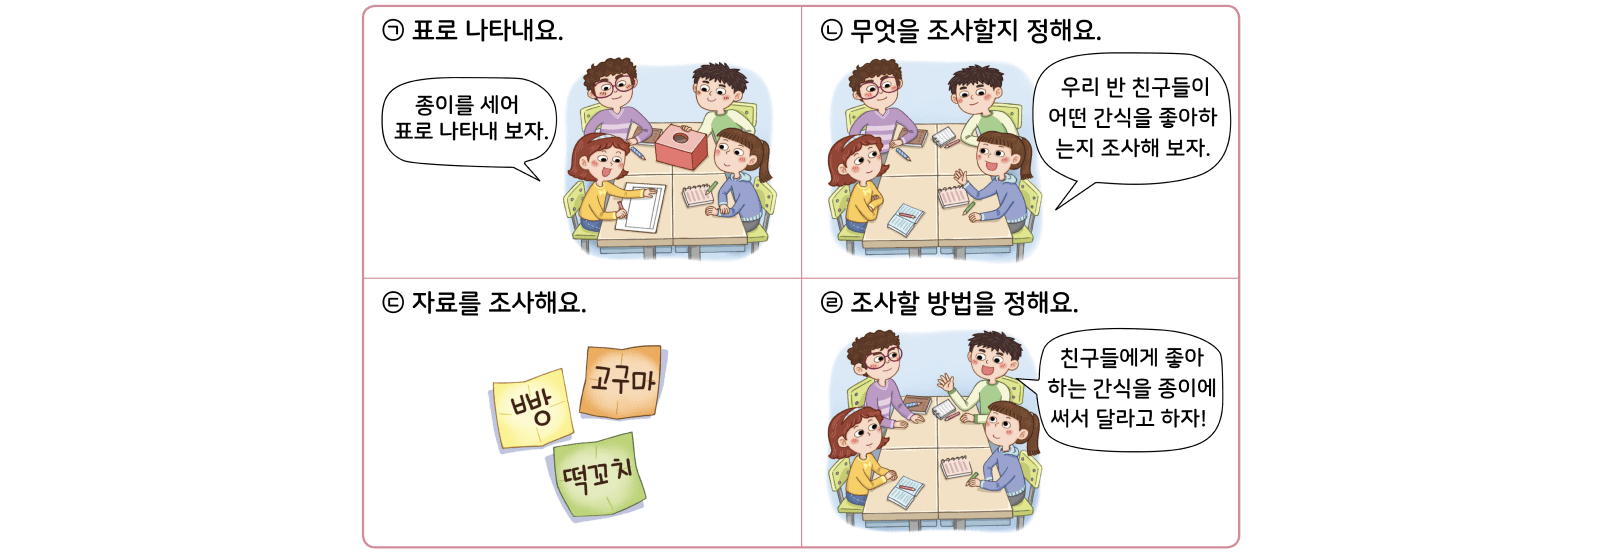 ㉠ 표로 나타내요.
종이를 세어
표로 나타내 보자.
㉡ 무엇을 조사할지 정해요.
우리 반 친구들이
어떤 간식을 좋아하
는지 조사해 보자.
㉢ 자료를 조사해요.
고구마
빵
떡꼬치
㉣ 조사할 방법을 정해요.
친구들에게 좋아
하는 간식을 종이에
써서 달라고 하자!